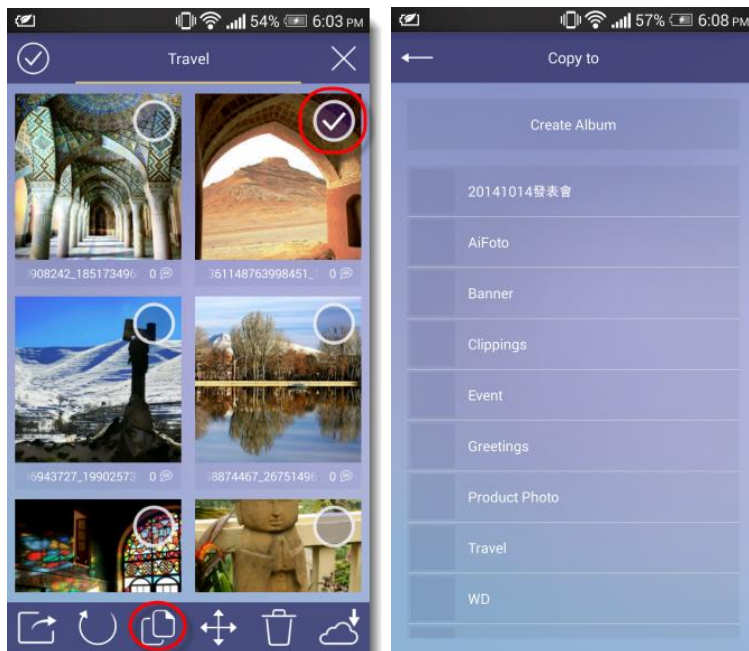 54% 6:03 PM
Travel
908242_185173496 0
361148763998451_ 0
6943727_19902573 0
8874467_26751496 0
57% 6:08 PM
Copy to
Create Album
20141014發表會
AiFoto
Banner
Clippings
Event
Greetings
Product Photo
Travel
WD